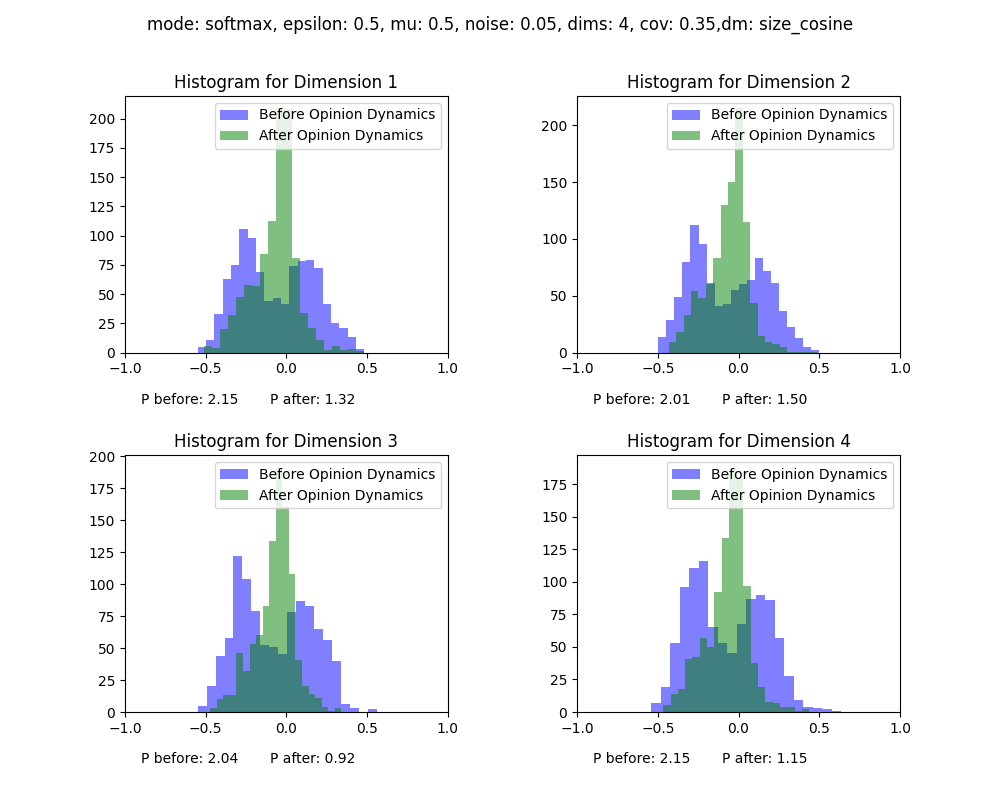 mode: softmax, epsilon: 0.5, mu: 0.5, noise: 0.05, dims: 4, cov: 0.35,dm: size_cosine
Histogram for Dimension 1
Before Opinion Dynamics
After Opinion Dynamics
200
175
150
125
100
75
50
25
0
−1.0 −0.5 0.0 0.5 1.0
P before: 2.15 P after: 1.32
Histogram for Dimension 2
Before Opinion Dynamics
After Opinion Dynamics
200
150
100
50
0
−1.0 −0.5 0.0 0.5 1.0
P before: 2.01 P after: 1.50
Histogram for Dimension 3
Before Opinion Dynamics
After Opinion Dynamics
200
175
150
125
100
75
50
25
0
−1.0 −0.5 0.0 0.5 1.0
P before: 2.04 P after: 0.92
Histogram for Dimension 4
Before Opinion Dynamics
After Opinion Dynamics
175
150
125
100
75
50
25
0
−1.0 −0.5 0.0 0.5 1.0
P before: 2.15 P after: 1.15